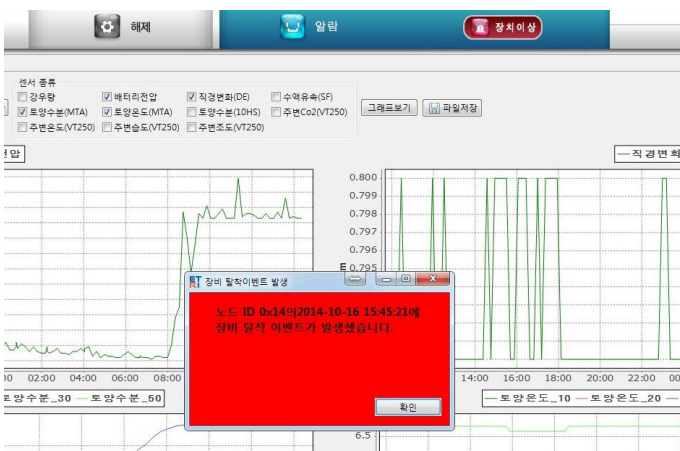 해제
알람
장치이상
센서 종류
강우량
배터리전압
직경변화(DE)
수액유속(SF)
토양수분(MTA)
토양온도(MTA)
토양수분(10HS)
주변Co2(VT250)
주변온도(VT250)
주변습도(VT250)
주변조도(VT250)
그래프보기
파일저장
전압
직경변화
0.800
0.799
0.798
0.797
0.796
0.795
ETRI 장비 탈착이벤트 발생
노드 ID 0x14의2014-10-16 15:45:21에
장비 탈착 이벤트가 발생했습니다.
확인
02:00 04:00 06:00 08:00
14:00 16:00 18:00 20:00 22:00 00
토양수분_30 토양수분_50
토양온도_10 토양온도_20
6.5